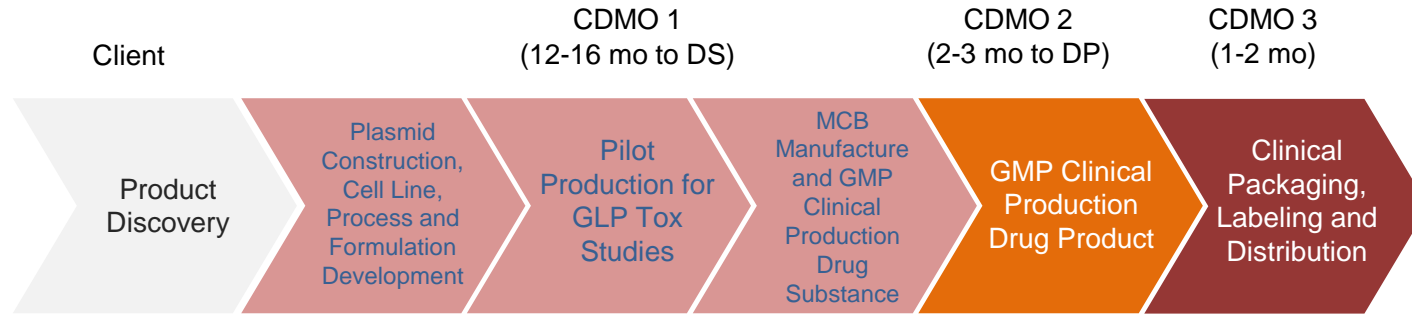 Client
CDMO 1
(12-16 mo to DS)
CDMO 2
(2-3 mo to DP)
CDMO 3
(1-2 mo)
Product
Discovery
Plasmid
Construction,
Cell Line,
Process and
Formulation
Development
Pilot
Production for
GLP Tox
Studies
MCB
Manufacture
and GMP
Clinical
Production
Drug
Substance
GMP Clinical
Production
Drug Product
Clinical
Packaging,
Labeling and
Distribution